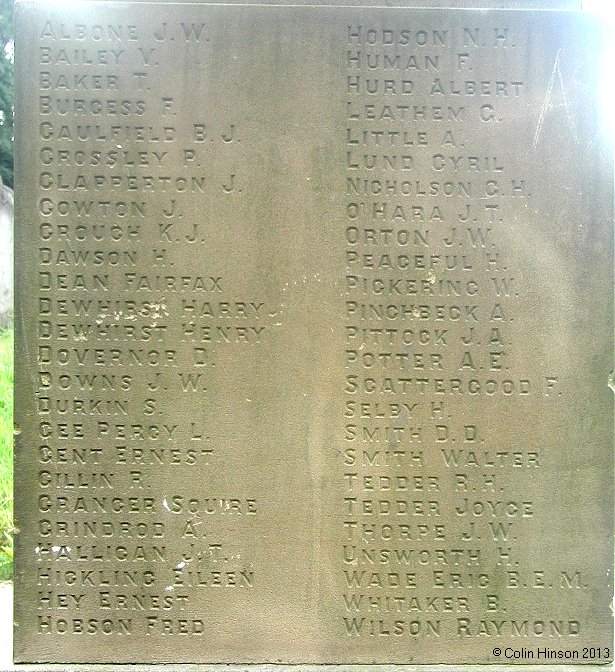 ALBONE J.W.
BAILEY V.
BAKER T.
BURGESS F.
CAULFIELD B.J.
CROSSLEY P.
CLAPPERTON J.
COWTON J.
CROUCH K.J.
DAWSON H.
DEAN FAIRFAX
DEWHIRST HARRY
DEWHIRST HENRY
DOVERNOR D.
DOWNS J.W.
DURKIN S.
GEE PERCY L.
GENT ERNEST
GILLIN R.
GRANGER SQUIRE
GRINDROD A.
HALLIGAN J.T.
HICKLING EILEEN
HEY ERNEST
HOBSON FRED
HODSON N.H.
HUMAN F.
HURD ALBERT
LEATHEM G.
LITTLE A.
LUND CYRIL
NICHOLSON C.H.
O'HARA J.T.
ORTON J.W.
PEACEFUL H.
PICKERING W.
PINCHBECK A.
PITTOCK J.A.
POTTER A.E.
SCATTERGOOD F.
SELBY H.
SMITH D.D.
SMITH WALTER
TEDDER R.H.
TEDDER JOYCE
THORPE J.W.
UNSWORTH H.
WADE ERIC B.E.M.
WHITAKER B.
WILSON RAYMOND
© Colin Hinson 2013